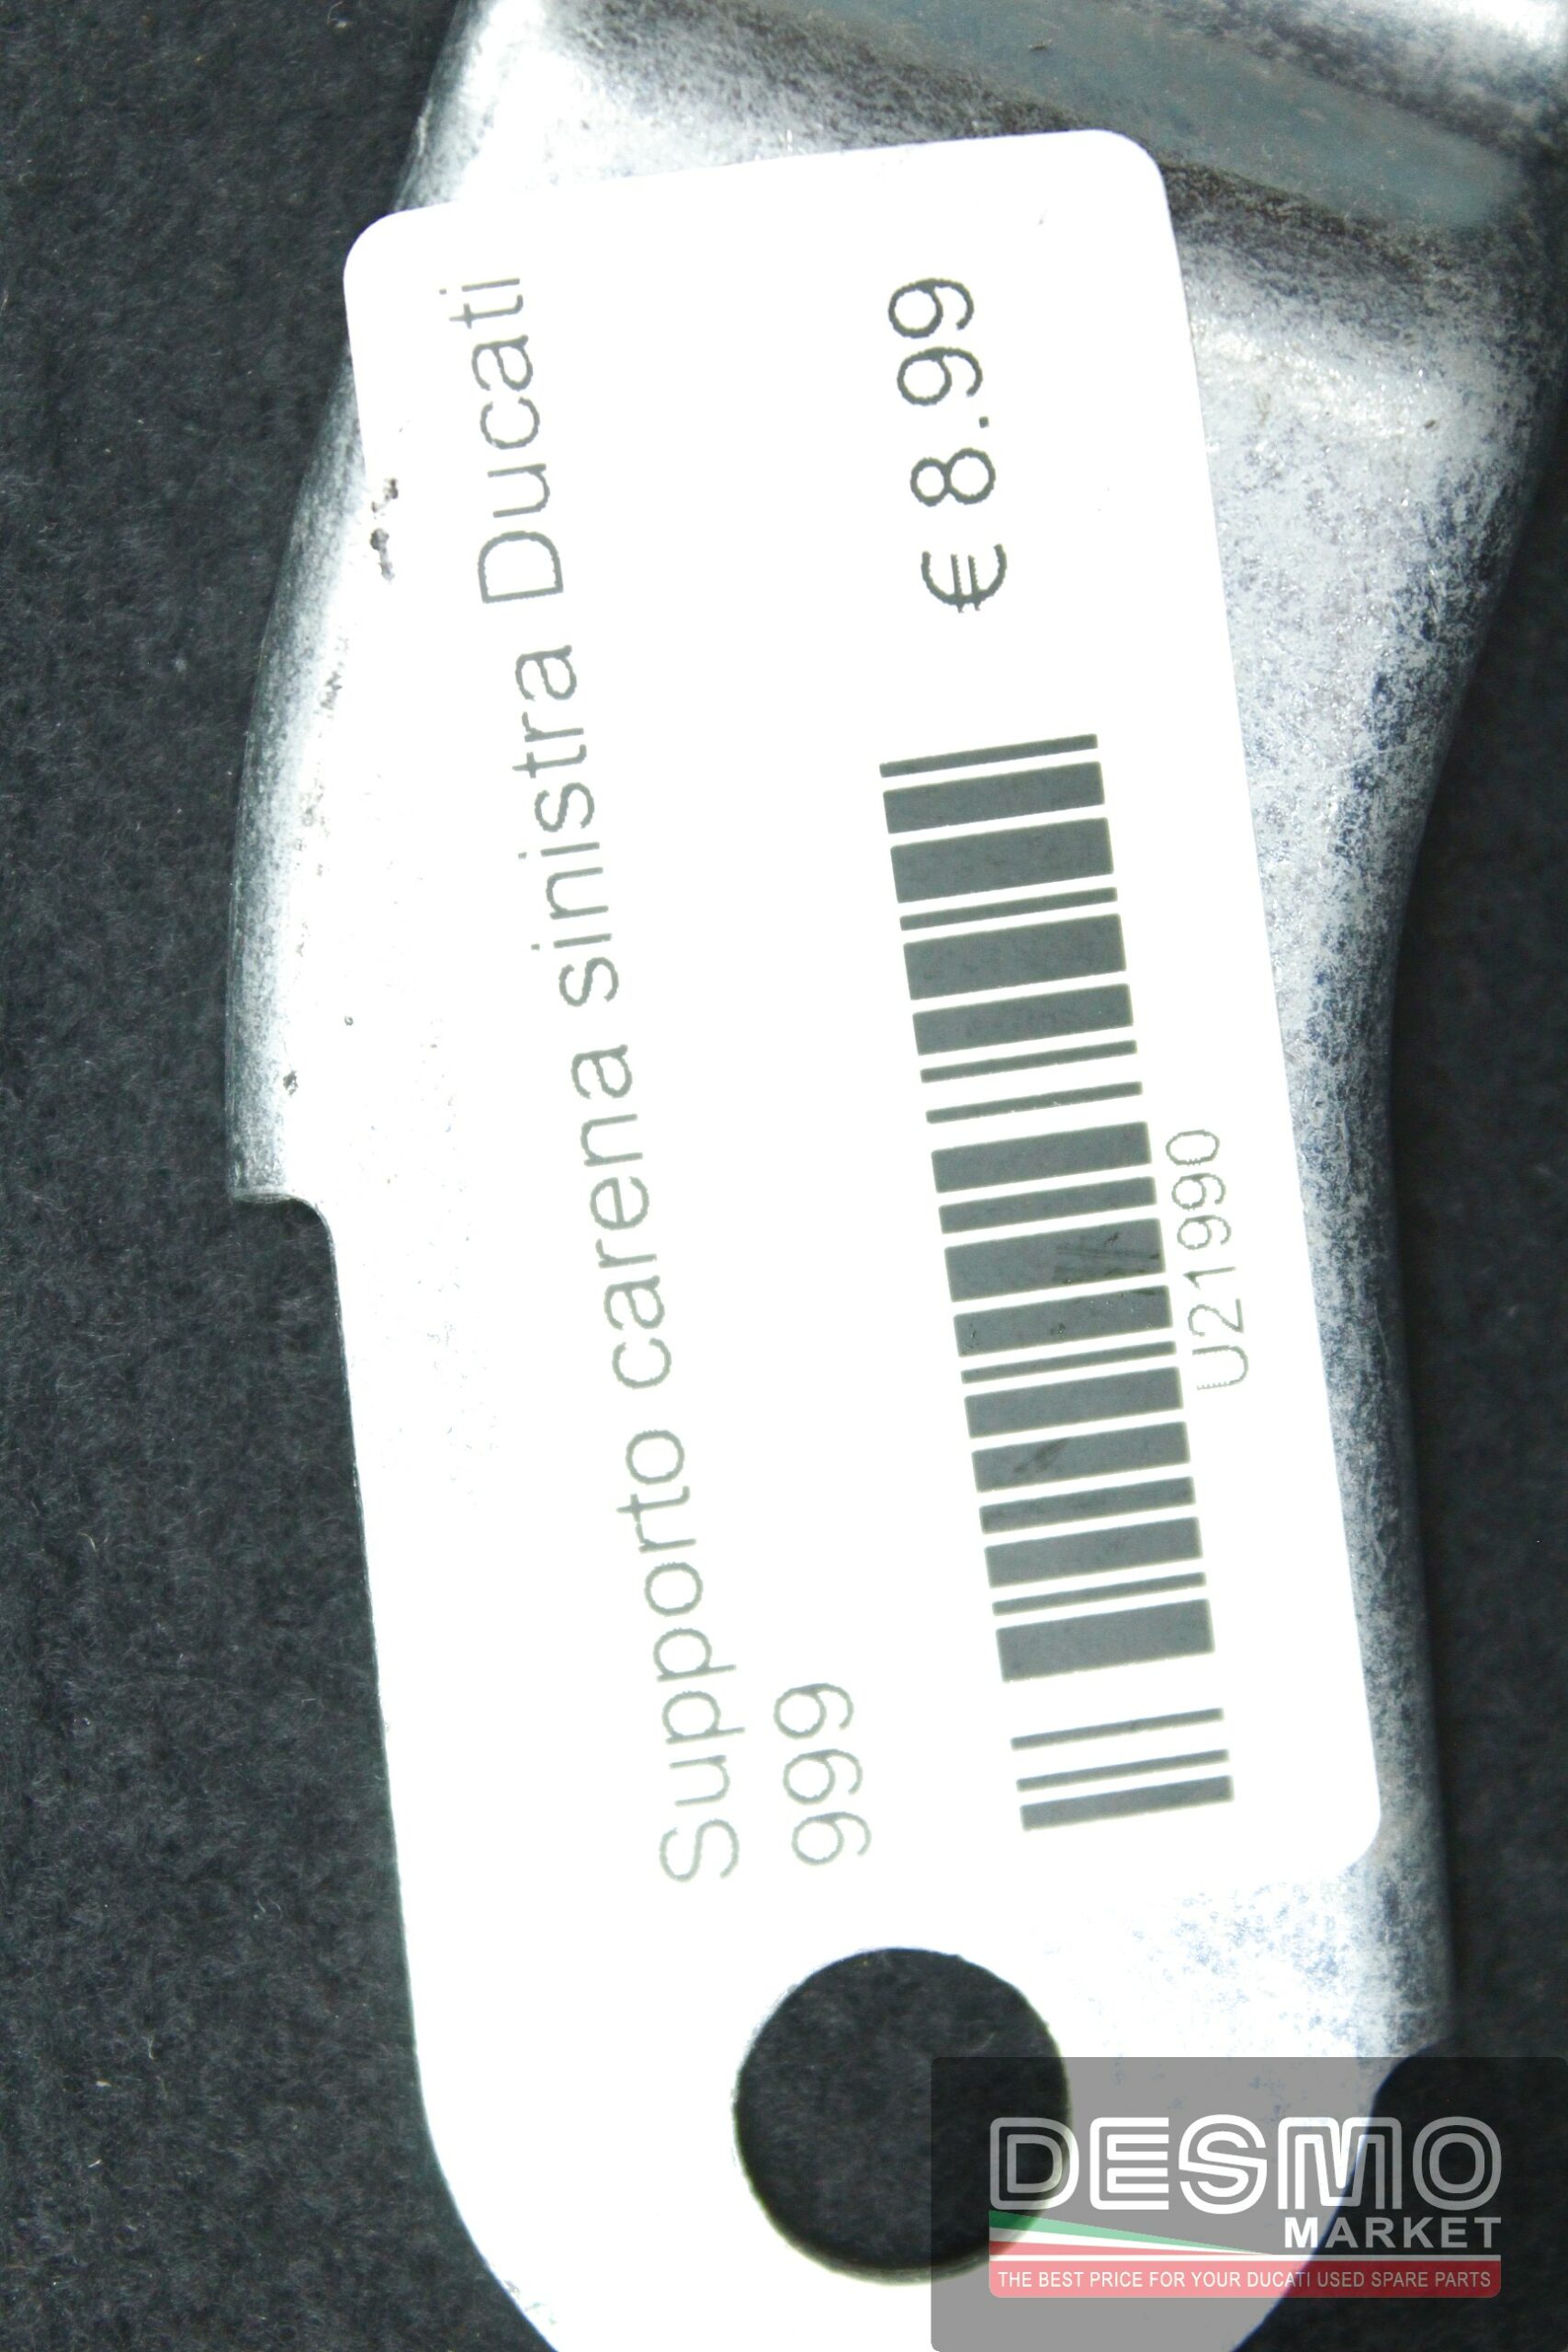 Supporto carena sinistra Ducati
999
€ 8.99
U21990
DESMO
MARKET
THE BEST PRICE FOR YOUR DUCATI USED SPARE PARTS